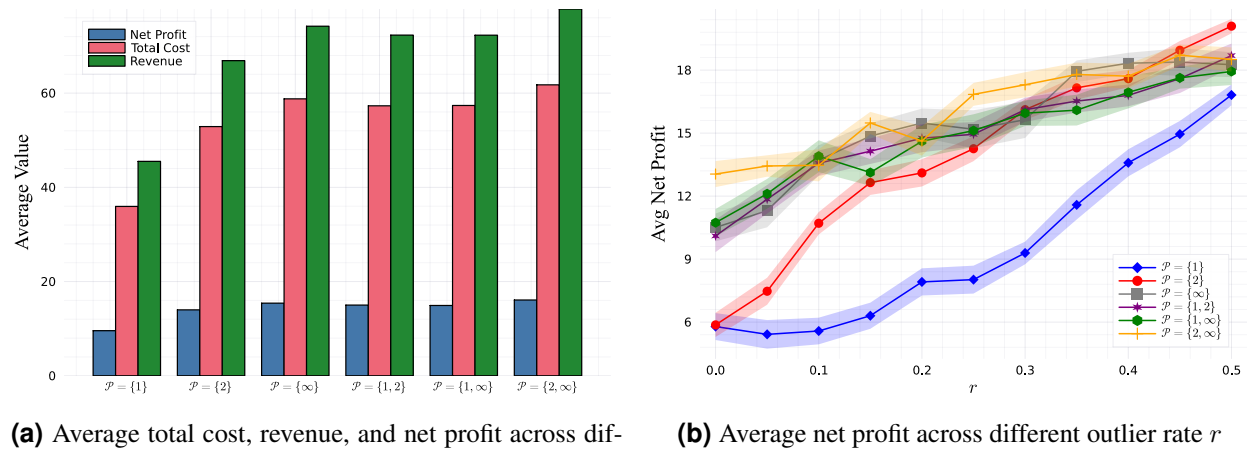 Net Profit
Total Cost
Revenue
Average Value
60
40
20
0
𝒫 = {1}
𝒫 = {2}
𝒫 = {∞}
𝒫 = {1, 2}
𝒫 = {1, ∞}
𝒫 = {2, ∞}
(a) Average total cost, revenue, and net profit across dif-
Avg Net Profit
18
15
12
9
6
𝒫 = {1}
𝒫 = {2}
𝒫 = {∞}
𝒫 = {1, 2}
𝒫 = {1, ∞}
𝒫 = {2, ∞}
0.0 0.1 0.2 0.3 0.4 0.5
r
(b) Average net profit across different outlier rate r